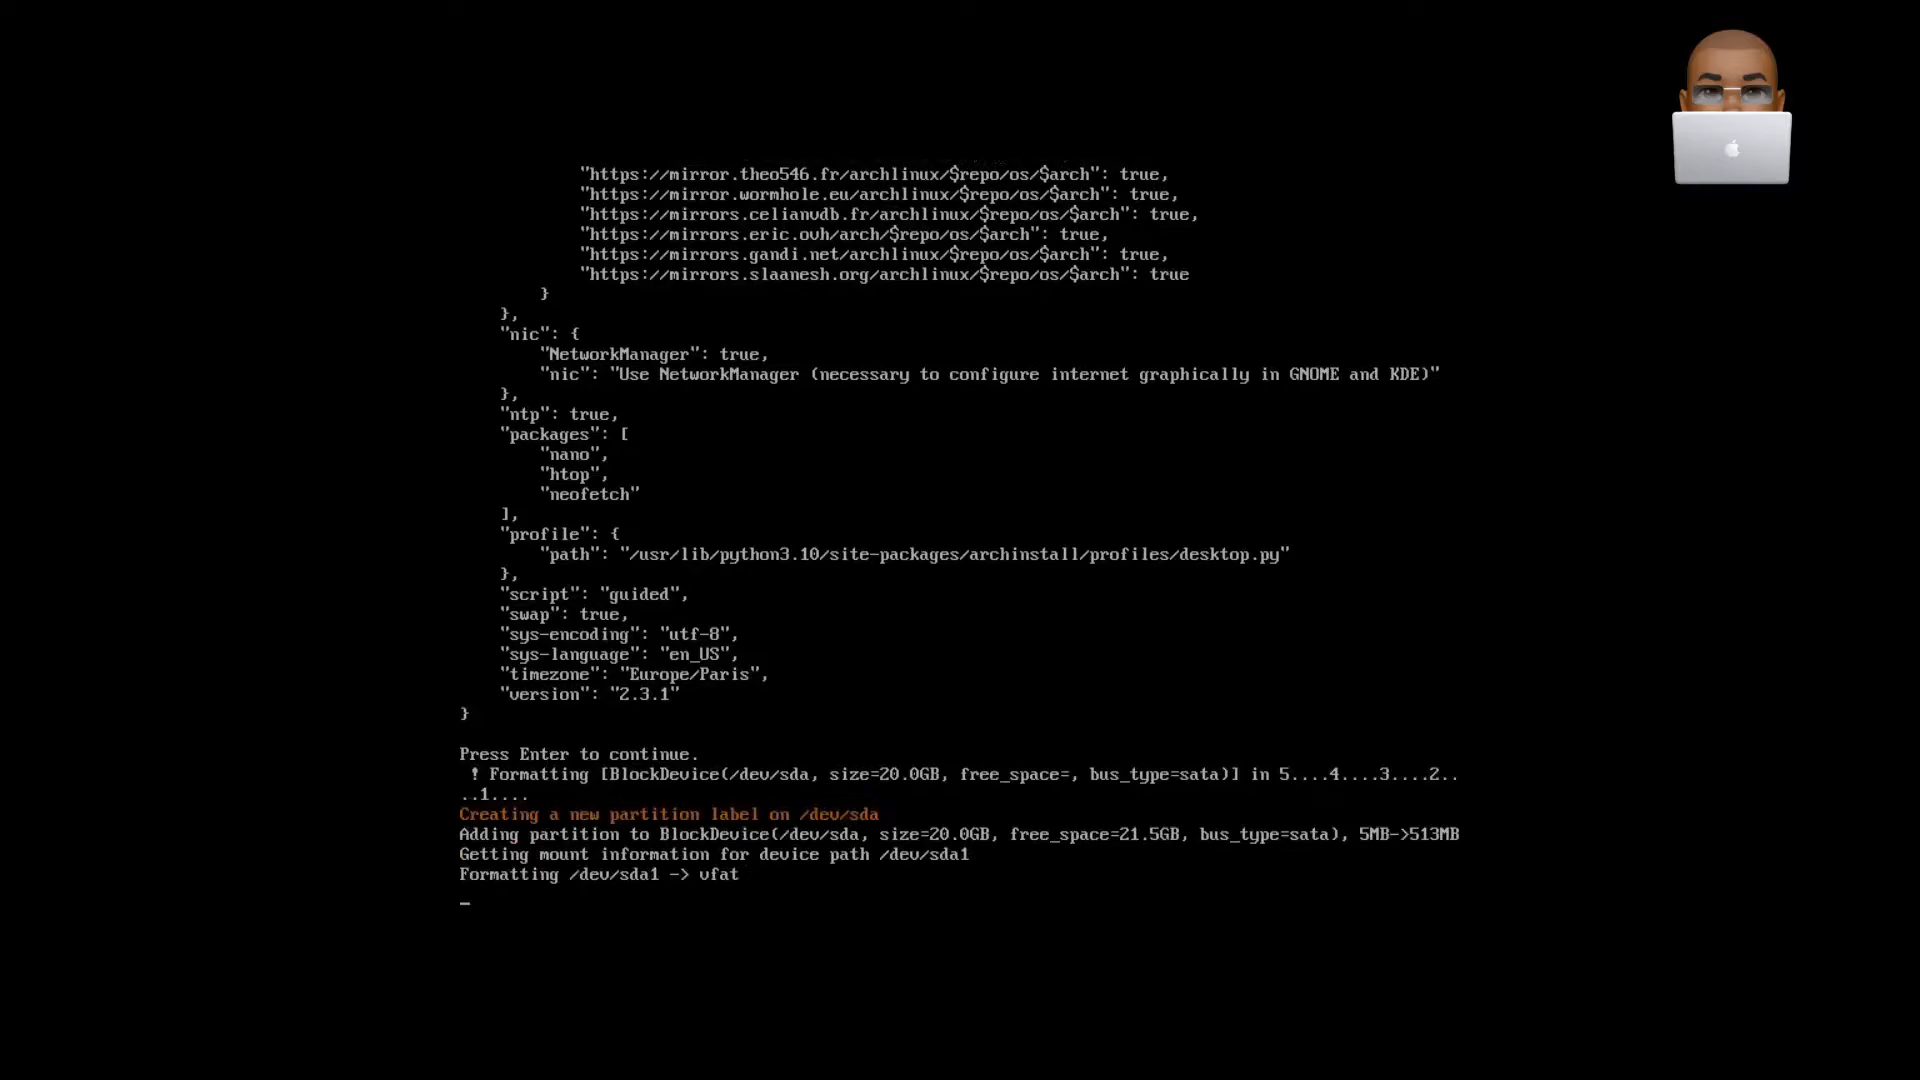 "https://mirror.theo546.fr/archlinux/$repo/os/$arch": true,
"https://mirror.wormhole.eu/archlinux/$repo/os/$arch": true,
"https://mirrors.celianvdb.fr/archlinux/$repo/os/$arch": true,
"https://mirrors.eric.ovh/arch/$repo/os/$arch": true,
"https://mirrors.gandi.net/archlinux/$repo/os/$arch": true,
"https://mirrors.slaanesh.org/archlinux/$repo/os/$arch": true
}
},
"nic": {
"NetworkManager": true,
"nic": "Use NetworkManager (necessary to configure internet graphically in GNOME and KDE)"
},
"ntp": true,
"packages": [
"nano",
"htop",
"neofetch"
],
"profile": {
"path": "/usr/lib/python3.10/site-packages/archinstall/profiles/desktop.py"
},
"script": "guided",
"swap": true,
"sys-encoding": "utf-8",
"sys-language": "en_US",
"timezone": "Europe/Paris",
"version": "2.3.1"
}
Press Enter to continue.
! Formatting [BlockDevice(/dev/sda, size=20.0GB, free_space=, bus_type=sata)] in 5....4....3....2..
..1....
Creating a new partition label on /dev/sda
Adding partition to BlockDevice(/dev/sda, size=20.0GB, free_space=21.5GB, bus_type=sata), 5MB->513MB
Getting mount information for device path /dev/sda1
Formatting /dev/sda1 -> vfat
_